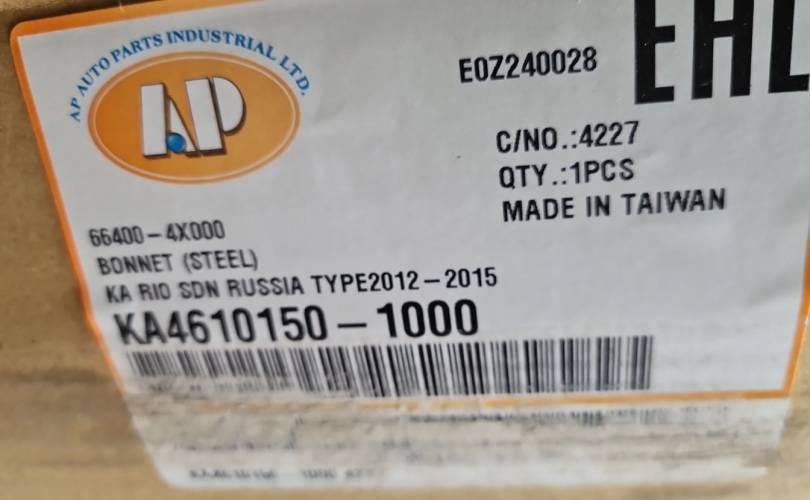 AP AUTO PARTS INDUSTRIAL LTD.
AP
E0Z240028
C/NO.:4227
QTY.:1PCS
MADE IN TAIWAN
66400-4X000
BONNET (STEEL)
KA RIO SDN RUSSIA TYPE2012-2015
KA4610150-1000